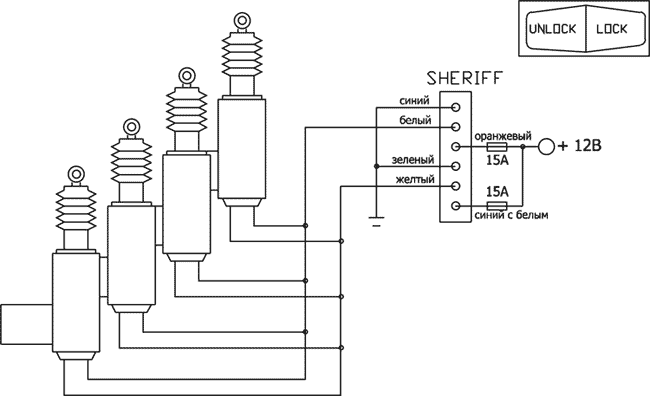 UNLOCK LOCK
SHERIFF
синий
белый
оранжевый
15А
+ 12В
зеленый
желтый
15А
синий с белым